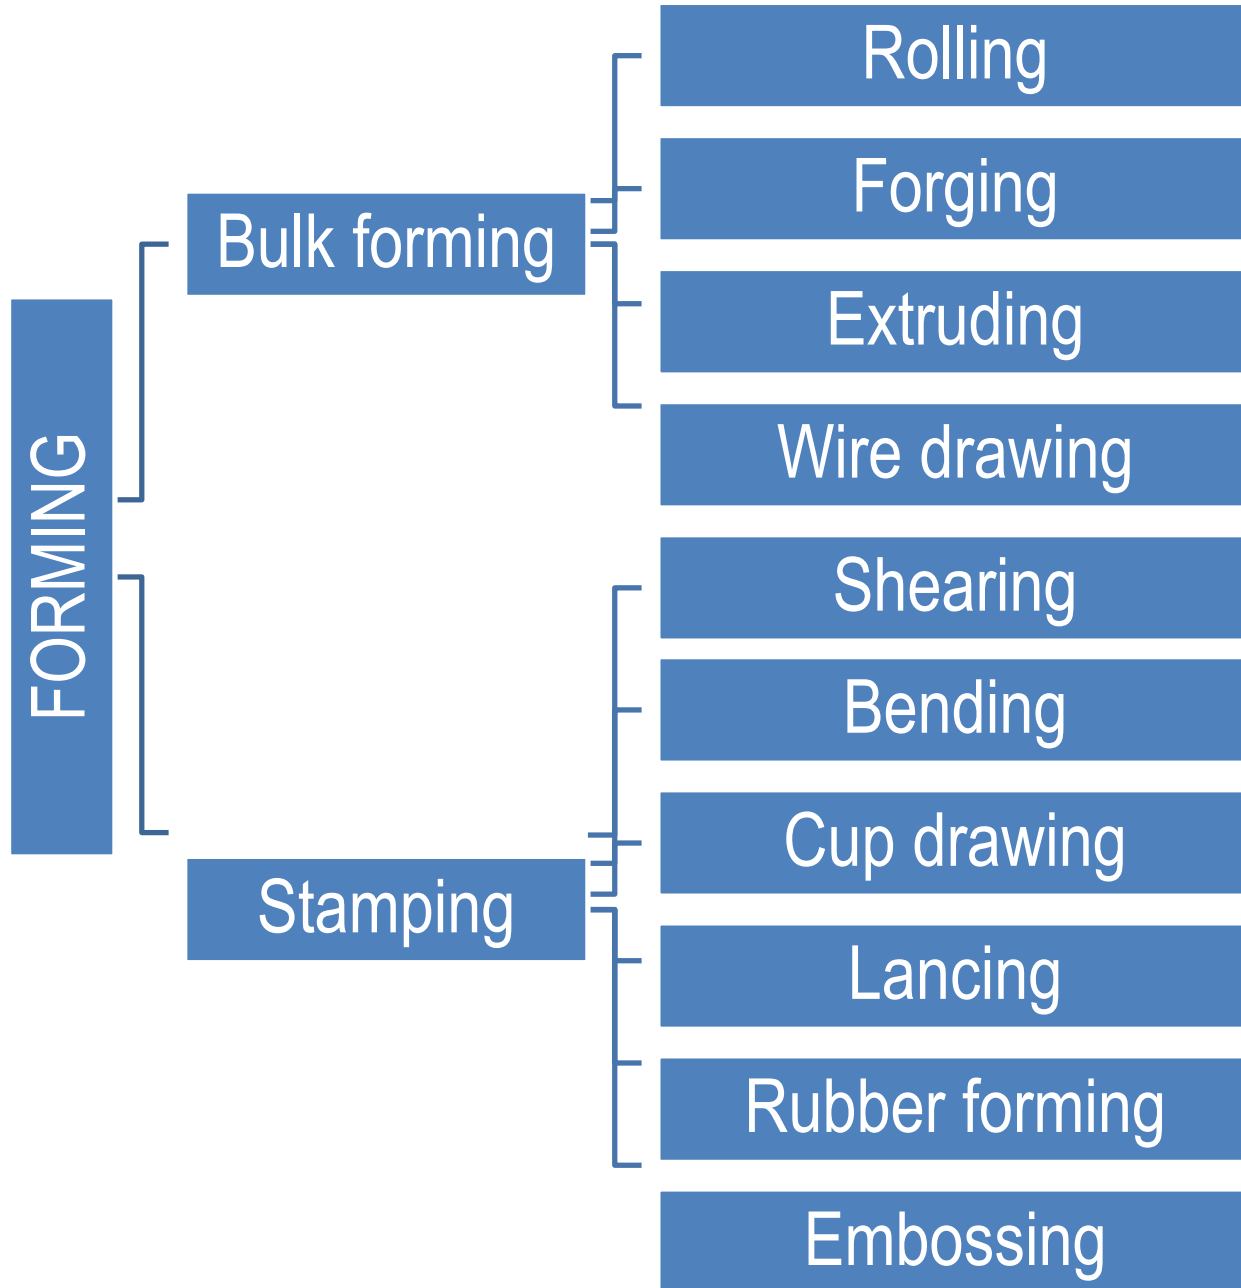 FORMING
Bulk forming
Rolling
Forging
Extruding
Wire drawing
Stamping
Shearing
Bending
Cup drawing
Lancing
Rubber forming
Embossing